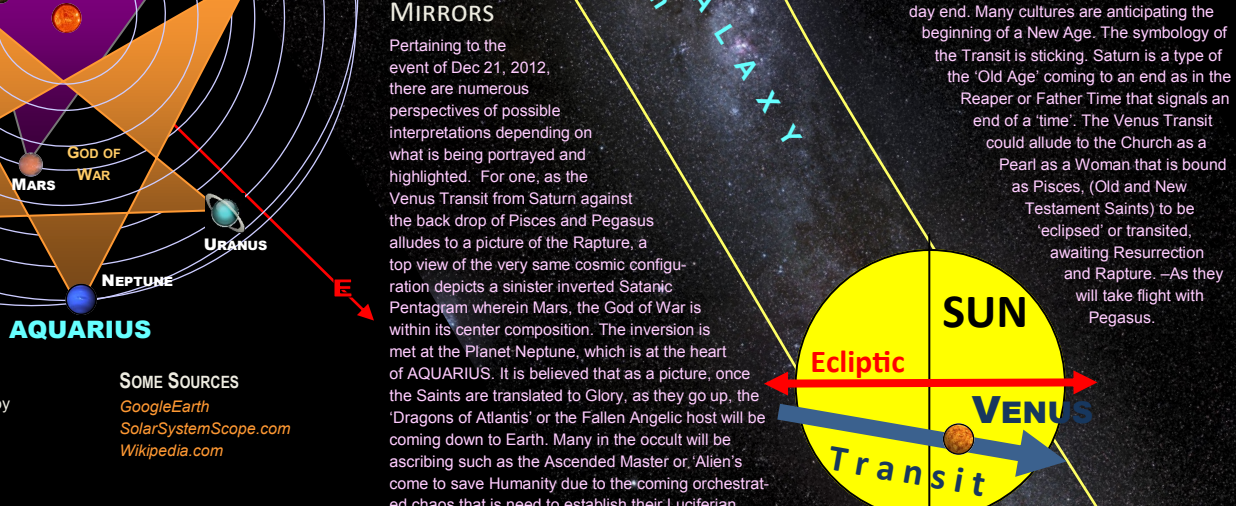 GOD OF
WAR
MARS
URANUS
NEPTUNE
AQUARIUS
E
by
SOME SOURCES
GoogleEarth
SolarSystemScope.com
Wikipedia.com
MIRRORS
Pertaining to the
event of Dec 21, 2012,
there are numerous
perspectives of possible
interpretations depending on
what is being portrayed and
highlighted. For one, as the
Venus Transit from Saturn against
the back drop of Pisces and Pegasus
alludes to a picture of the Rapture, a
top view of the very same cosmic configu-
ration depicts a sinister inverted Satanic
Pentagram wherein Mars, the God of War is
within its center composition. The inversion is
met at the Planet Neptune, which is at the heart
of AQUARIUS. It is believed that as a picture, once
the Saints are translated to Glory, as they go up, the
‘Dragons of Atlantis’ or the Fallen Angelic host will be
coming down to Earth. Many in the occult will be
ascribing such as the Ascended Master or ‘Alien’s
come to save Humanity due to the coming orchestrat-
ed chaos that is need to establish their Luciferian
A L A X Y
day end. Many cultures are anticipating the
beginning of a New Age. The symbology of
the Transit is sticking. Saturn is a type of
the ‘Old Age’ coming to an end as in the
Reaper or Father Time that signals an
end of a ‘time’. The Venus Transit
could allude to the Church as a
Pearl as a Woman that is bound
as Pisces, (Old and New
Testament Saints) to be
‘eclipsed’ or transited,
awaiting Resurrection
and Rapture. –As they
will take flight with
Pegasus.
SUN
Ecliptic
VENUS
Transit